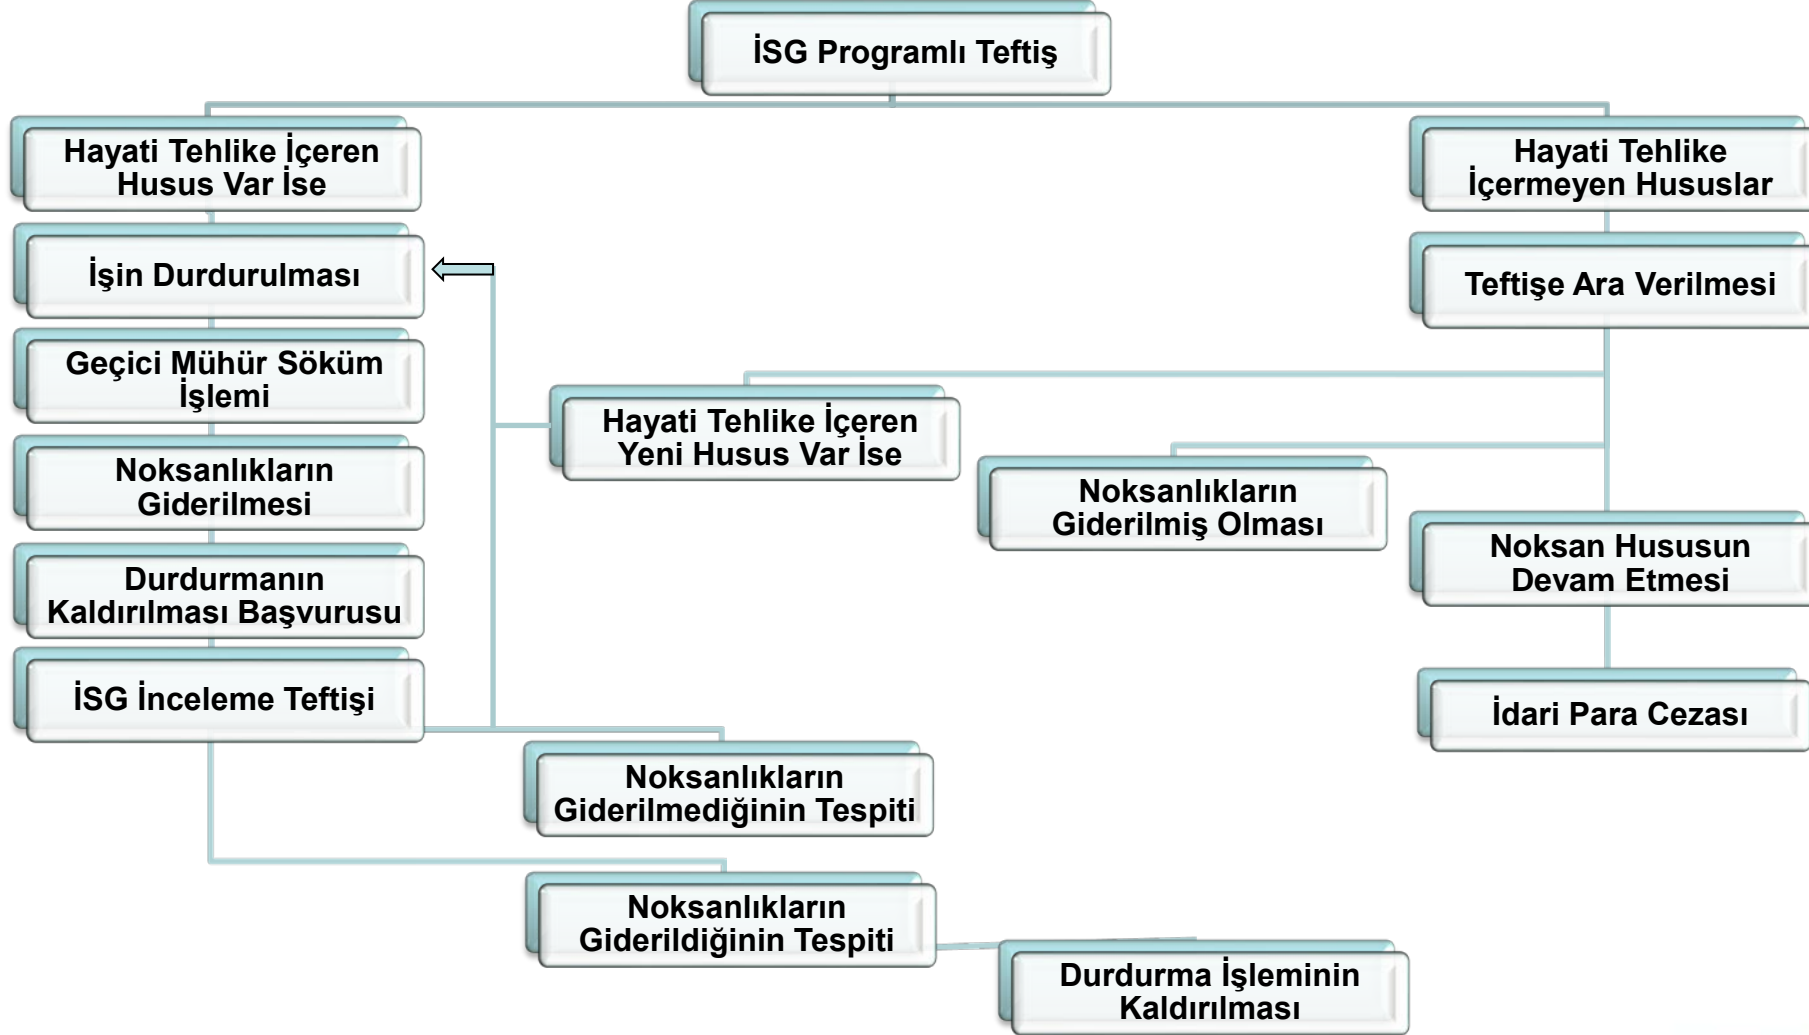 İSG Programlı Teftiş
Hayati Tehlike İçeren
Husus Var İse
Hayati Tehlike
İçermeyen Hususlar
İşin Durdurulması
Teftişe Ara Verilmesi
Geçici Mühür Söküm
İşlemi
Hayati Tehlike İçeren
Yeni Husus Var İse
Noksanlıkların
Giderilmesi
Noksanlıkların
Giderilmiş Olması
Noksan Hususun
Devam Etmesi
Durdurmanın
Kaldırılması Başvurusu
İSG İnceleme Teftişi
İdari Para Cezası
Noksanlıkların
Giderilmediğinin Tespiti
Noksanlıkların
Giderildiğinin Tespiti
Durdurma İşleminin
Kaldırılması